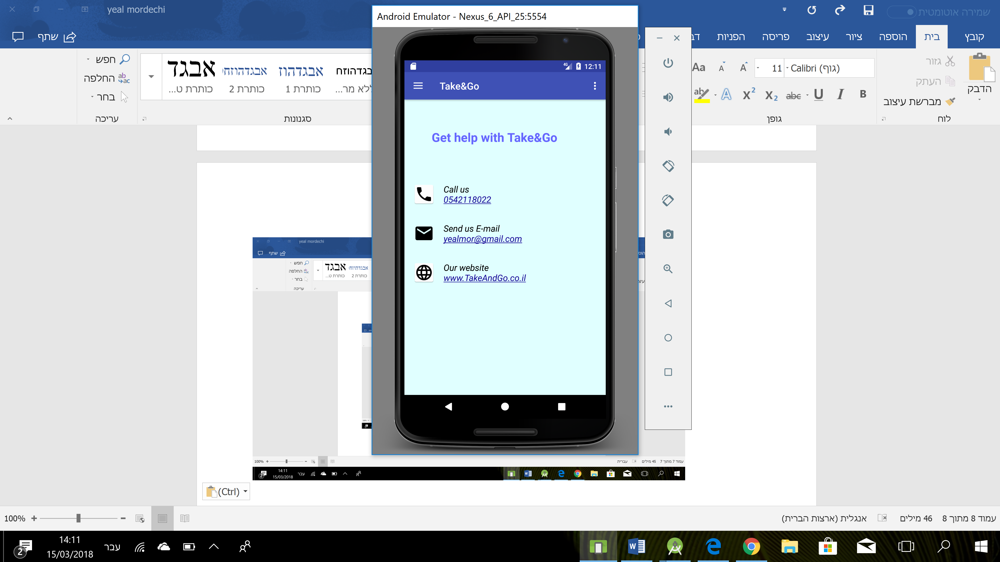 yeal mordechi
Android Emulator - Nexus_6_API_25:5554
שמירה אוטומטית
קובץ
בית
הוספה
ציור
עיצוב
פריסה
הפניות
שתף
הדבק
גזור
העתק
מברשת עיצוב
לוח
Calibri (גוף)
11
Aa
A
A
B
I
U
abc
X2
X2
A
ab
גופן
אבגד
אבגדהוזחי
אבגדהוז
כותרת ט...
כותרת 2
כותרת 1
ללא מר...
סגנונות
חפש
החלפה
בחר
עריכה
12:11
4G
Take&Go
Get help with Take&Go
Call us
0542118022
Send us E-mail
yealmor@gmail.com
Our website
www.TakeAndGo.co.il
yeal mordechi
שתף
חפש
החלפה
בחר
עריכה
אבגד
אבגדהוזחי
כותרת ט...
כותרת 2
100%
עברית
45 מילים
עמוד 7 מתוך 7
14:11
15/03/2018
עבר
2
(Ctrl)
100%
אנגלית (ארצות הברית)
46 מילים
עמוד 8 מתוך 8
14:11
15/03/2018
עבר
2